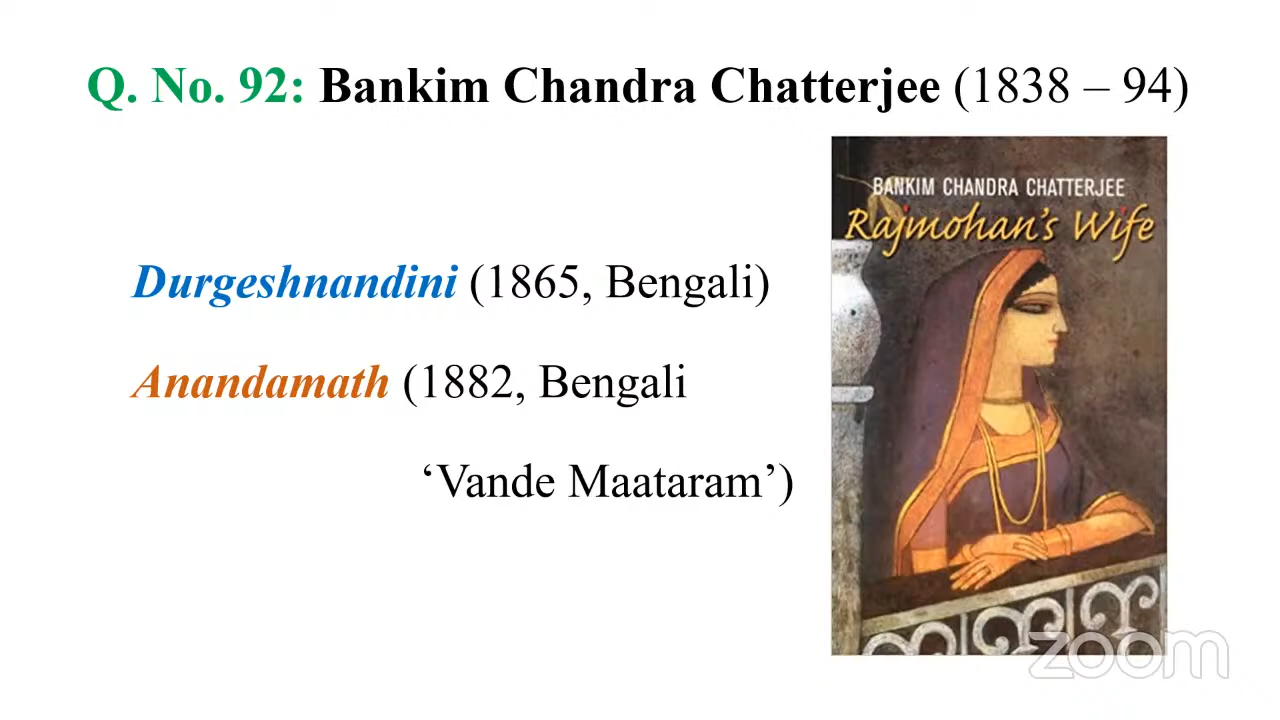 Q. No. 92: Bankim Chandra Chatterjee (1838 – 94)
BANKIM CHANDRA CHATTERJEE
Rajmohan's Wife
Durgeshnandini (1865, Bengali)
Anandamath (1882, Bengali
‘Vande Maataram’)
zoom